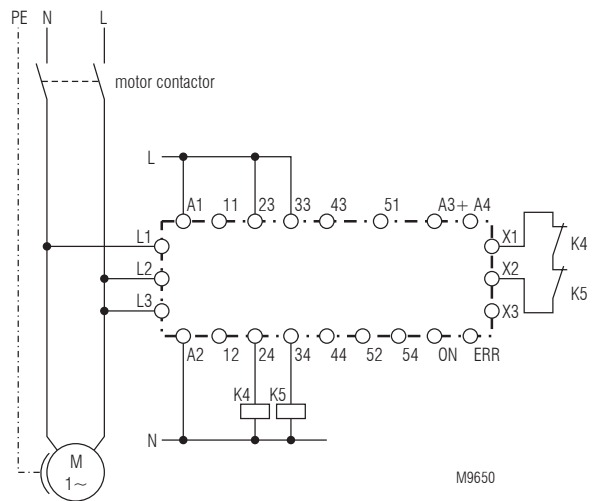 PE N L
motor contactor
L
A1 11 23 33 43 51 A3+ A4
L1
L2
L3
X1
X2
X3
K4
K5
A2 12 24 34 44 52 54 ON ERR
K4 K5
N
M
1~
M9650